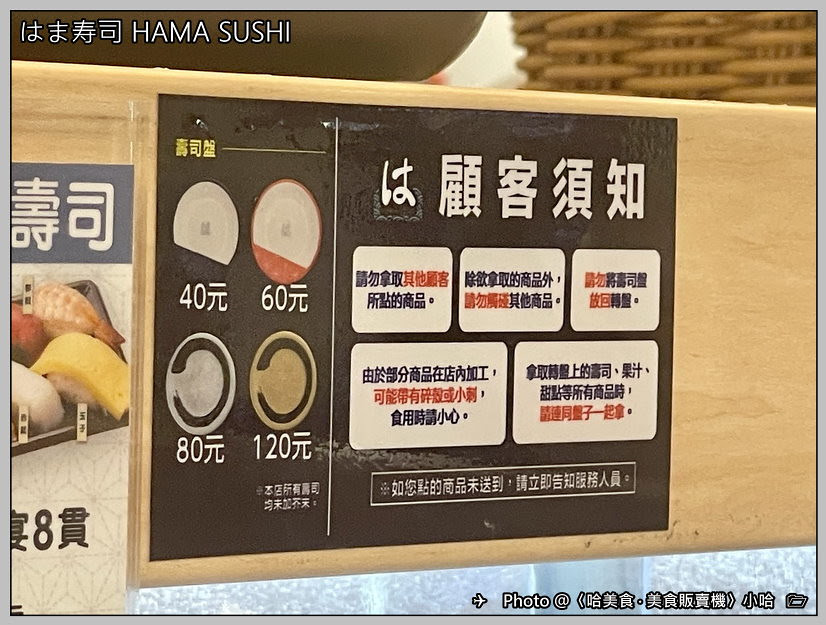 はま寿司 HAMA SUSHI
壽司
宴8貫
壽司盤
40元
60元
80元
120元
※本店所有壽司
均未加芥末。
は 顧客須知
請勿拿取其他顧客
所點的商品。
除欲拿取的商品外，
請勿觸碰其他商品。
請勿將壽司盤
放回轉盤。
由於部分商品在店內加工，
可能帶有碎殼或小刺，
食用時請小心。
拿取轉盤上的壽司、果汁、
甜點等所有商品時，
請連同盤子一起拿。
※如您點的商品未送到，請立即告知服務人員。
Photo @〈哈美食·美食販賣機〉小哈